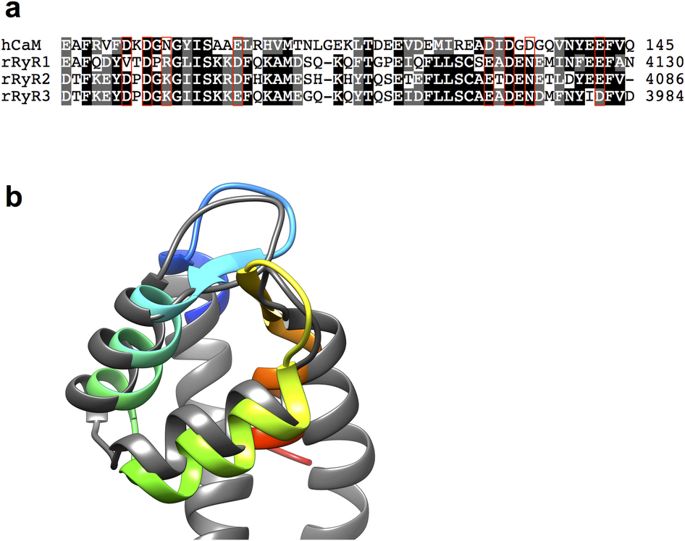 a
hCaM EAFRVFDKDGNGYISAAELRHVMTNLGEKLTDEEVDEMIREADIDGDGQVNYEEFVQ 145
rRyR1 EAFQDYVTDPRGLISKKDFQKAMDSQ-KQFTGPEIQFLLSCSEADENEMINFEEFAN 4130
rRyR2 DTFKEYDPDGKGIISKRDFHKAMESH-KHYTQSETEFLLSCAETDENETLDYEEFV- 4086
rRyR3 DTFKEYDPDGKGIISKKEFQKAMEGQ-KQYTQSEIDFLLSCAEADENDMFNYIDFVD 3984
b